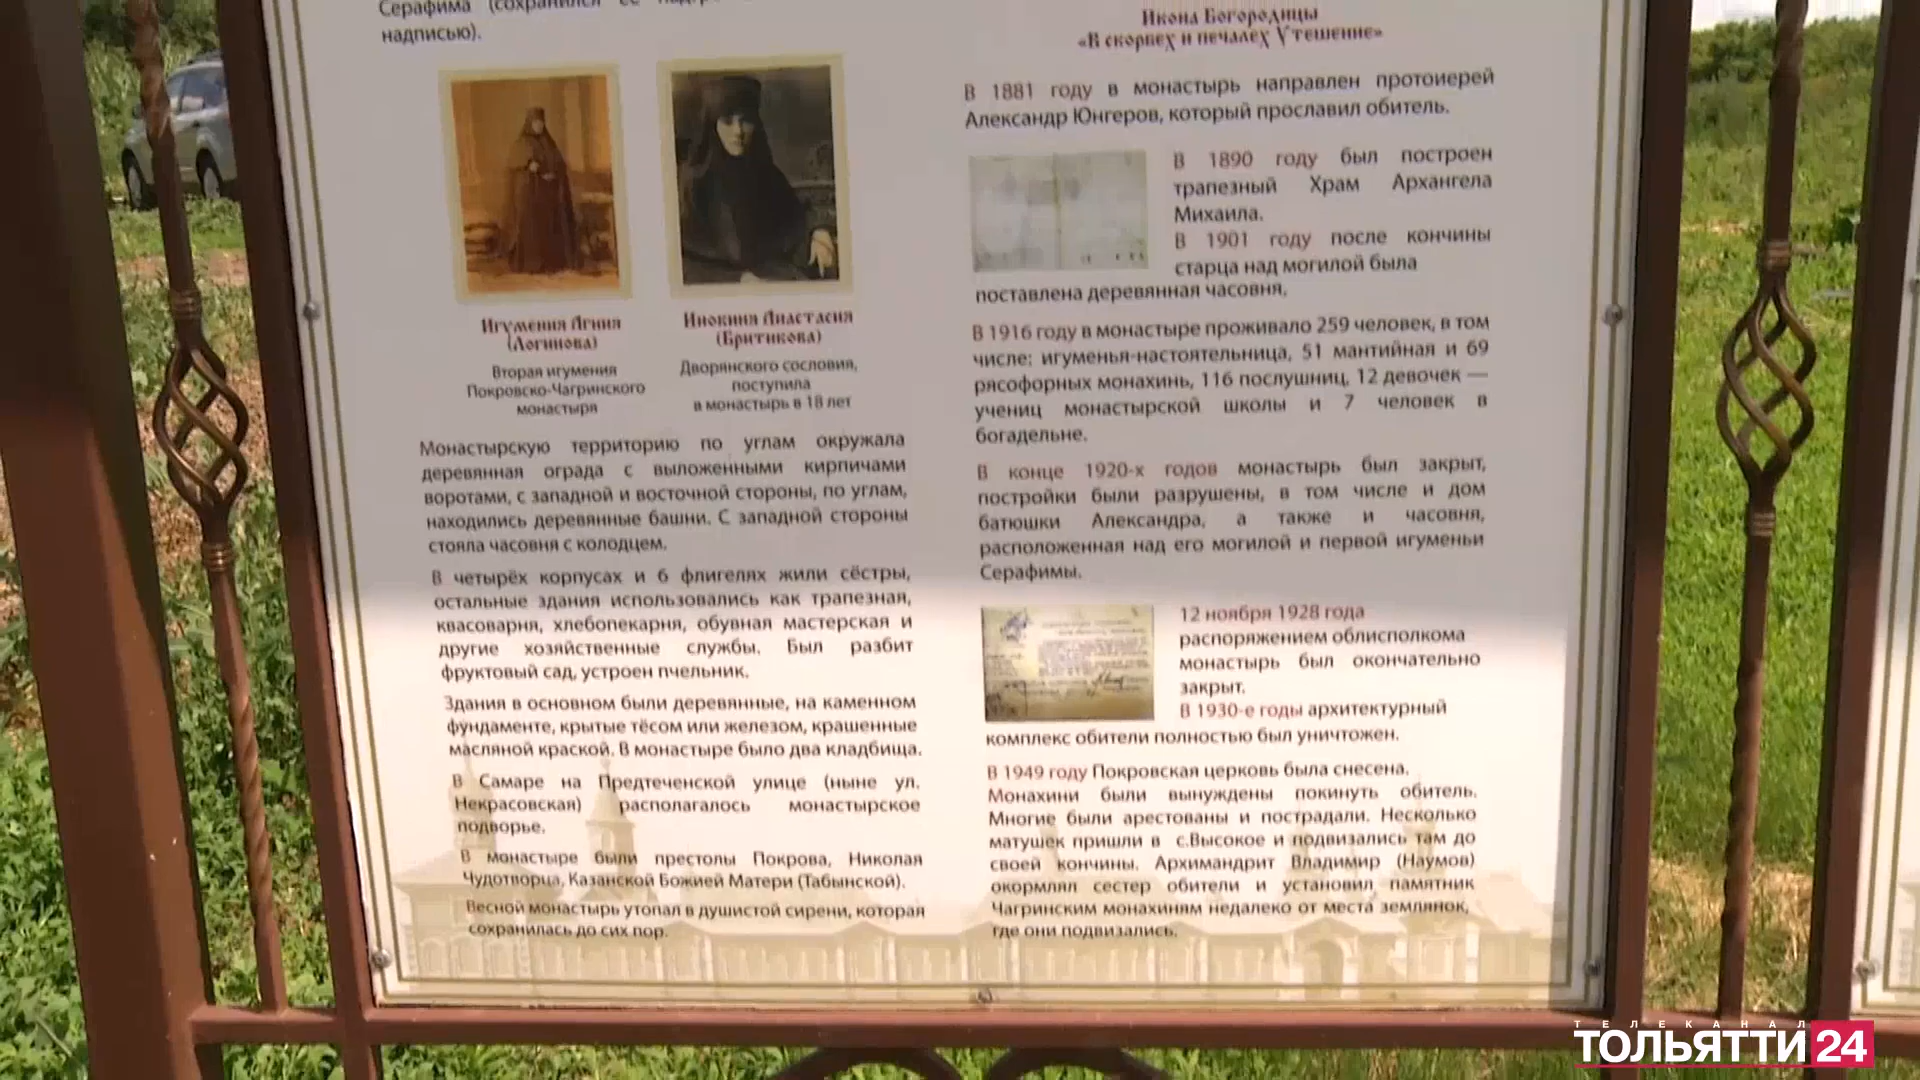 Серафима (сохранился её
надписью).
Игумения Агния
(Логинова)
Вторая игумения
Покровско-Чагринского
монастыря
Инокиня Анастасия
(Бритикова)
Дворянского сословия,
поступила
в монастырь в 18 лет
Монастырскую территорию по углам окружала
деревянная ограда с выложенными кирпичами
воротами, с западной и восточной стороны, по углам,
находились деревянные башни. С западной стороны
стояла часовня с колодцем.
В четырёх корпусах и 6 флигелях жили сёстры,
остальные здания использовались как трапезная,
квасоварня, хлебопекарня, обувная мастерская и
другие хозяйственные службы. Был разбит
фруктовый сад, устроен пчельник.
Здания в основном были деревянные, на каменном
фундаменте, крытые тёсом или железом, крашенные
масляной краской. В монастыре было два кладбища.
В Самаре на Предтеченской улице (ныне ул.
Некрасовская) располагалось монастырское
подворье.
В монастыре были престолы Покрова, Николая
Чудотворца, Казанской Божией Матери (Табынской).
Весной монастырь утопал в душистой сирени, которая
сохранилась до сих пор.
Икона Богородицы
«В скорбех и печалех Утешение»
В 1881 году в монастырь направлен протоиерей
Александр Юнгеров, который прославил обитель.
В 1890 году был построен
трапезный Храм Архангела
Михаила.
В 1901 году после кончины
старца над могилой была
поставлена деревянная часовня.
В 1916 году в монастыре проживало 259 человек, в том
числе: игуменья-настоятельница, 51 мантийная и 69
рясофорных монахинь, 116 послушниц, 12 девочек —
учениц монастырской школы и 7 человек в
богадельне.
В конце 1920-х годов монастырь был закрыт,
постройки были разрушены, в том числе и дом
батюшки Александра, а также и часовня,
расположенная над его могилой и первой игуменьи
Серафимы.
12 ноября 1928 года
распоряжением облисполкома
монастырь был окончательно
закрыт.
В 1930-е годы архитектурный
комплекс обители полностью был уничтожен.
В 1949 году Покровская церковь была снесена.
Монахини были вынуждены покинуть обитель.
Многие были арестованы и пострадали. Несколько
матушек пришли в с.Высокое и подвизались там до
своей кончины. Архимандрит Владимир (Наумов)
окормлял сестер обители и установил памятник
Чагринским монахиням недалеко от места землянок,
где они подвизались.
ТЕЛЕКАНАЛ
ТОЛЬЯТТИ 24